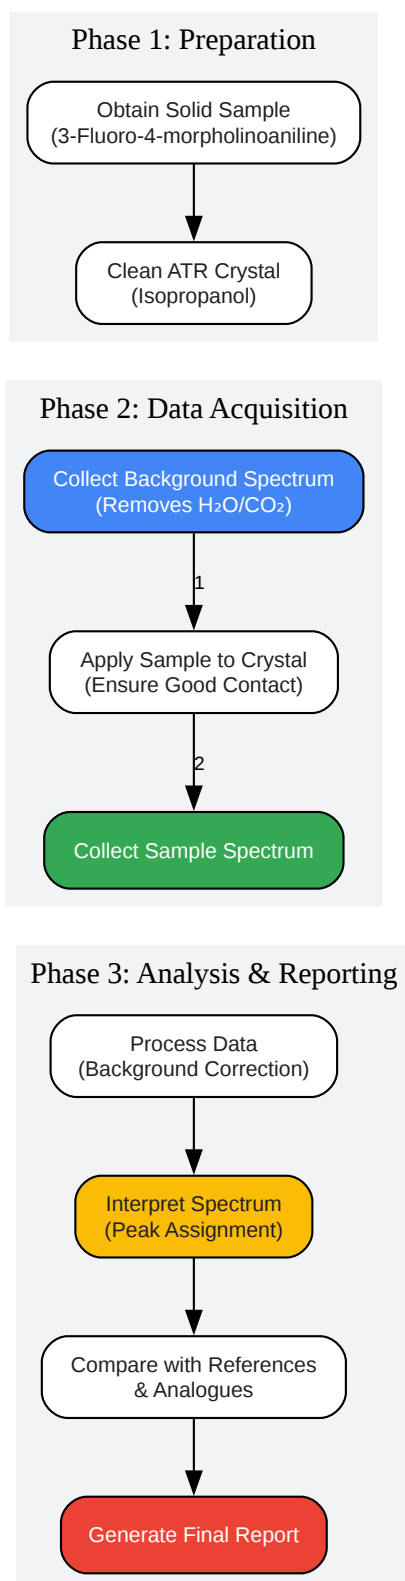 Phase 1: Preparation
Obtain Solid Sample
(3-Fluoro-4-morpholinoaniline)
Clean ATR Crystal
(Isopropanol)
Phase 2: Data Acquisition
Collect Background Spectrum
(Removes H₂O/CO₂)
1
Apply Sample to Crystal
(Ensure Good Contact)
2
Collect Sample Spectrum
Phase 3: Analysis & Reporting
Process Data
(Background Correction)
Interpret Spectrum
(Peak Assignment)
Compare with References
& Analogues
Generate Final Report